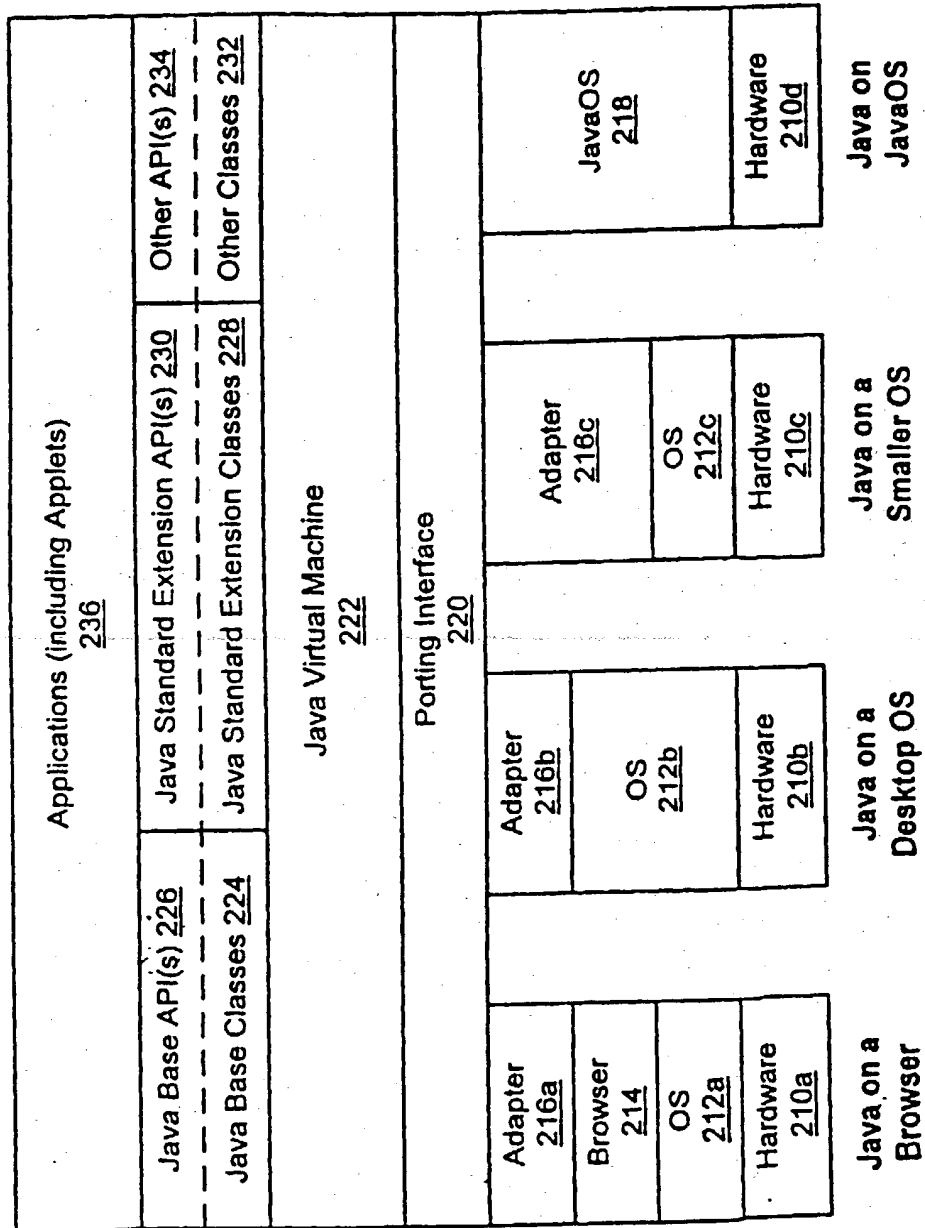 Applications (including Applets)
236
Java Base API(s) 226
Java Standard Extension API(s) 230
Other API(s) 234
Java Base Classes 224
Java Standard Extension Classes 228
Other Classes 232
Java Virtual Machine
222
Porting Interface
220
Adapter
216a
Browser
214
OS
212a
Hardware
210a
Java on a
Browser
Adapter
216b
OS
212b
Hardware
210b
Java on a
Desktop OS
Adapter
216c
OS
212c
Hardware
210c
Java on a
Smaller OS
JavaOS
218
Hardware
210d
Java on
JavaOS